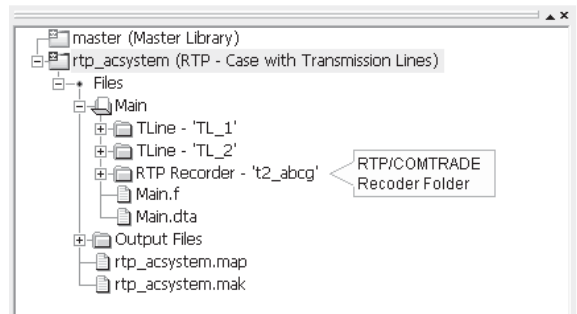 master (Master Library)
rtp_acsystem (RTP - Case with Transmission Lines)
Files
Main
TLine - 'TL_1'
TLine - 'TL_2'
RTP Recorder - 't2_abcg'
RTP/COMTRADE
Recoder Folder
Main.f
Main.dta
Output Files
rtp_acsystem.map
rtp_acsystem.mak